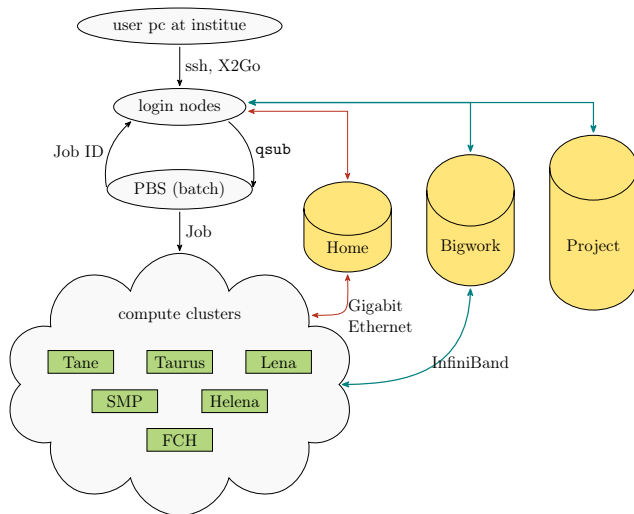 user pc at institue
ssh, X2Go
login nodes
Job ID
qsub
PBS (batch)
Job
Home
Bigwork
Project
Gigabit
Ethernet
compute clusters
InfiniBand
Tane
Taurus
Lena
SMP
Helena
FCH